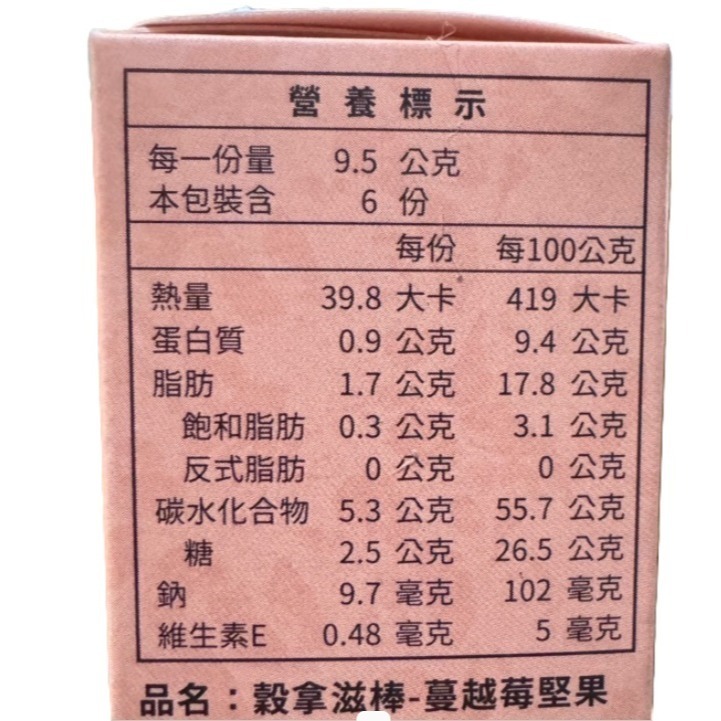 營養標示
每一份量 9.5 公克
本包裝含 6 份
每份 每100公克
熱量 39.8 大卡 419 大卡
蛋白質 0.9 公克 9.4 公克
脂肪 1.7 公克 17.8 公克
飽和脂肪 0.3 公克 3.1 公克
反式脂肪 0 公克 0 公克
碳水化合物 5.3 公克 55.7 公克
糖 2.5 公克 26.5 公克
鈉 9.7 毫克 102 毫克
維生素E 0.48 毫克 5 毫克
品名：穀拿滋棒-蔓越莓堅果